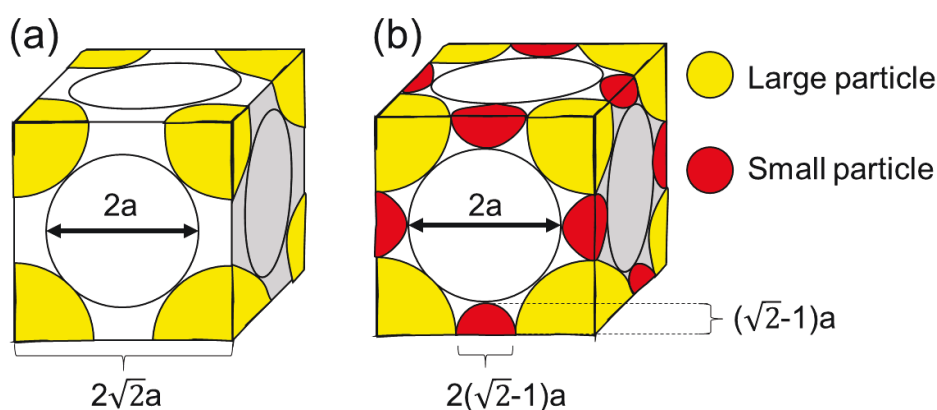 (a)
2a
2√2a
(b)
2a
(√2-1)a
2(√2-1)a
Large particle
Small particle